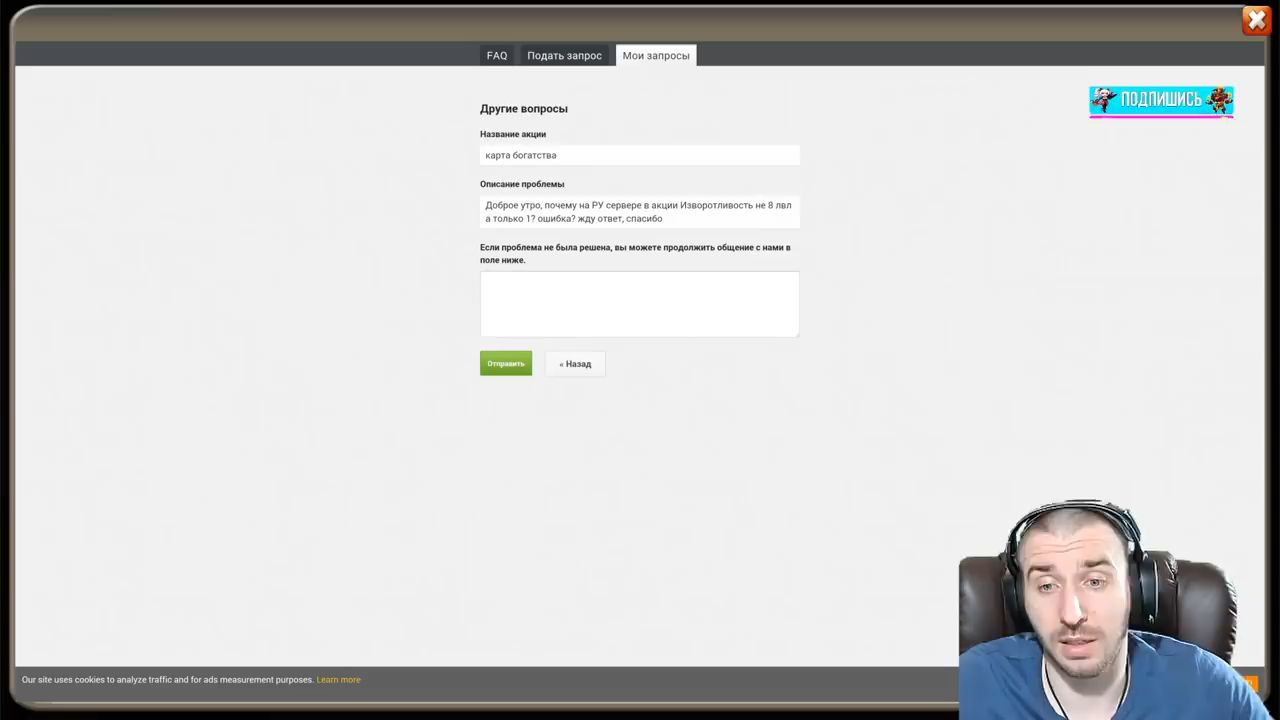 FAQ
Подать запрос
Мои запросы
ПОДПИШИСЬ
Другие вопросы
Название акции
карта богатства
Описание проблемы
Доброе утро, почему на РУ сервере в акции Изворотливость не 8 лвл
а только 1? ошибка? жду ответ, спасибо
Если проблема не была решена, вы можете продолжить общение с нами в
поле ниже.
Отправить
« Назад
Our site uses cookies to analyze traffic and for ads measurement purposes. Learn more